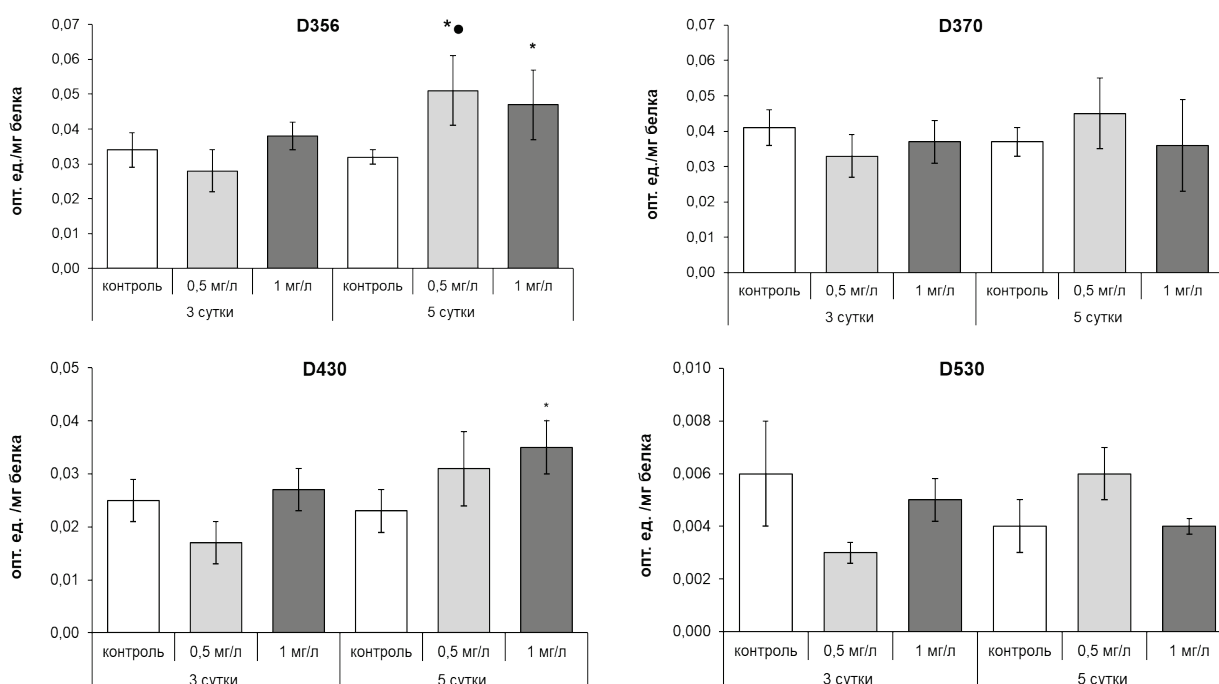 D356
опт. ед./мг белка
0,07
0,06
0,05
0,04
0,03
0,02
0,01
0,00
*●
*
контроль 0,5 мг/л 1 мг/л контроль 0,5 мг/л 1 мг/л
3 сутки 5 сутки
D370
опт. ед./мг белка
0,07
0,06
0,05
0,04
0,03
0,02
0,01
0,00
контроль 0,5 мг/л 1 мг/л контроль 0,5 мг/л 1 мг/л
3 сутки 5 сутки
D430
опт. ед. /мг белка
0,05
0,04
0,03
0,02
0,01
0,00
*
контроль 0,5 мг/л 1 мг/л контроль 0,5 мг/л 1 мг/л
3 сутки 5 сутки
D530
опт. ед. /мг белка
0,010
0,008
0,006
0,004
0,002
0,000
контроль 0,5 мг/л 1 мг/л контроль 0,5 мг/л 1 мг/л
3 сутки 5 сутки